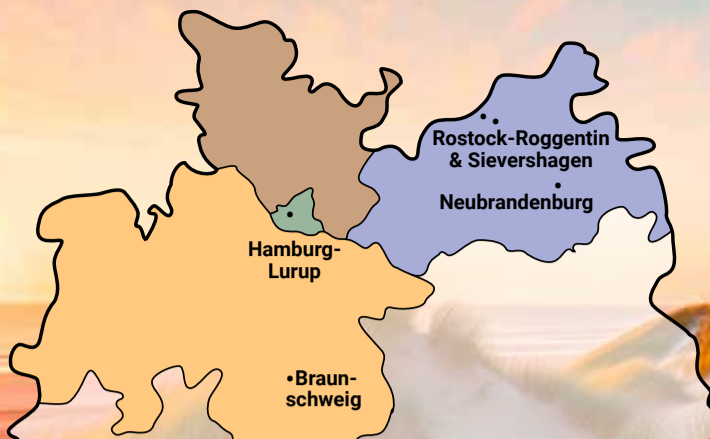 Rostock-Roggentin
& Sievershagen
Neubrandenburg
Hamburg-
Lurup
Braun-
schweig